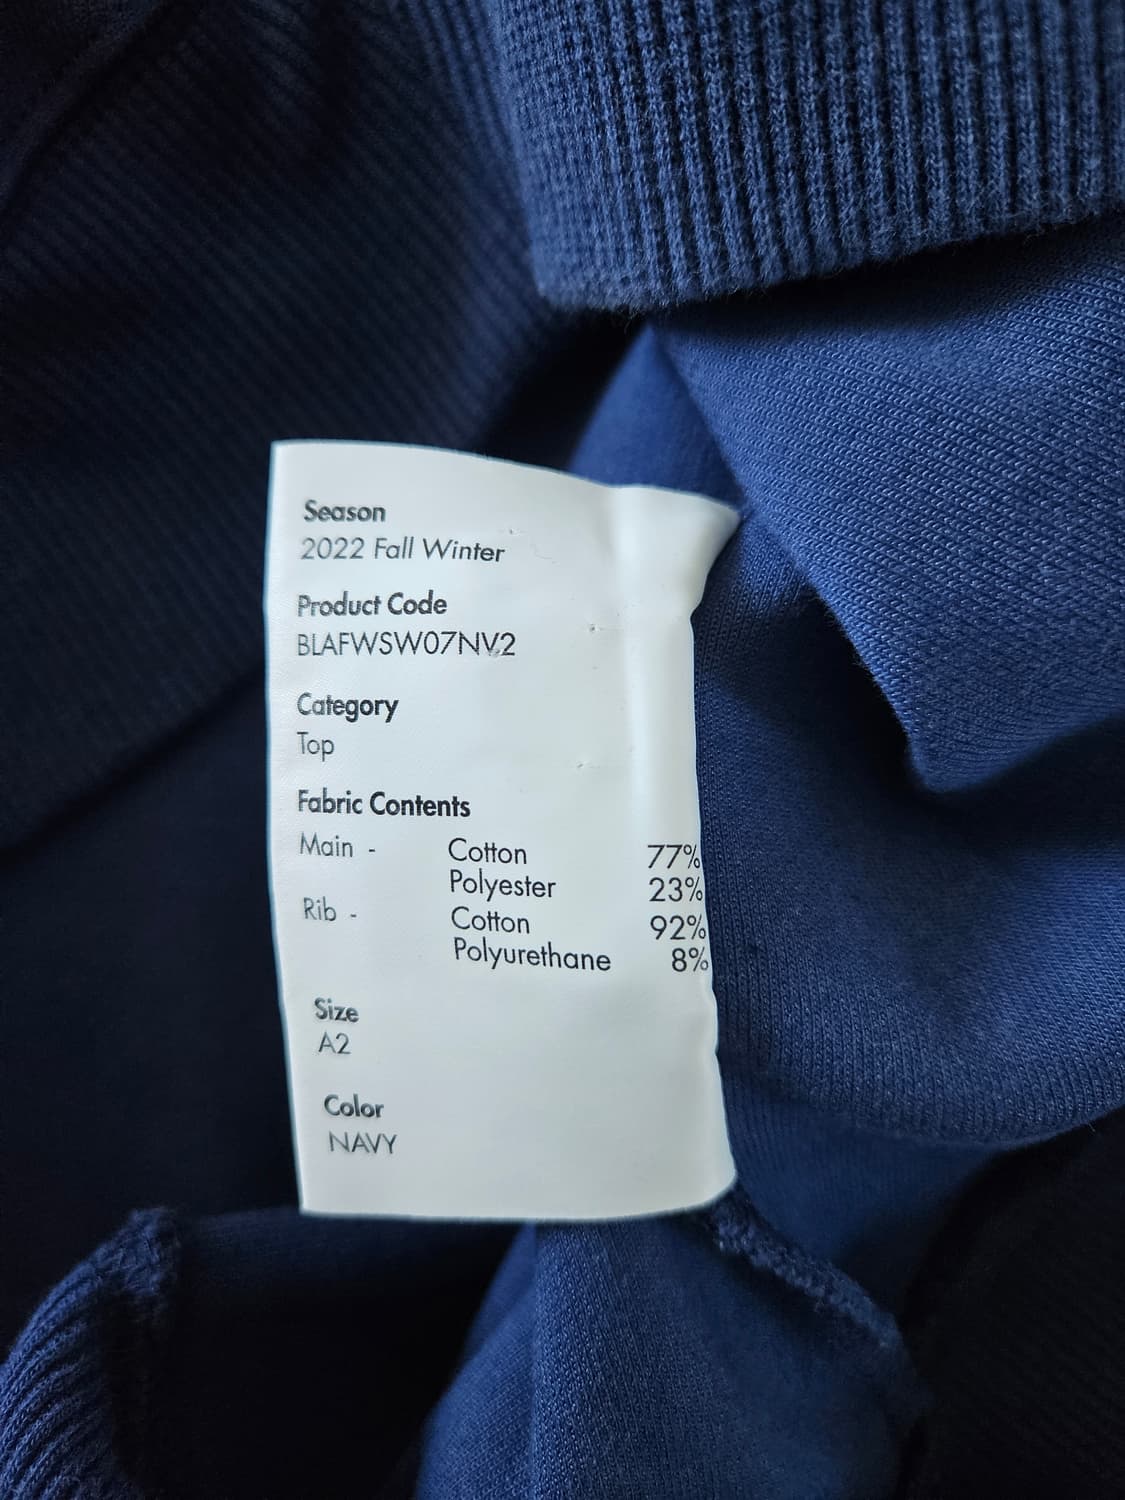 Season
2022 Fall Winter
Product Code
BLAFWSW07NV2
Category
Top
Fabric Contents
Main - Cotton 77%
Polyester 23%
Rib - Cotton 92%
Polyurethane 8%
Size
A2
Color
NAVY